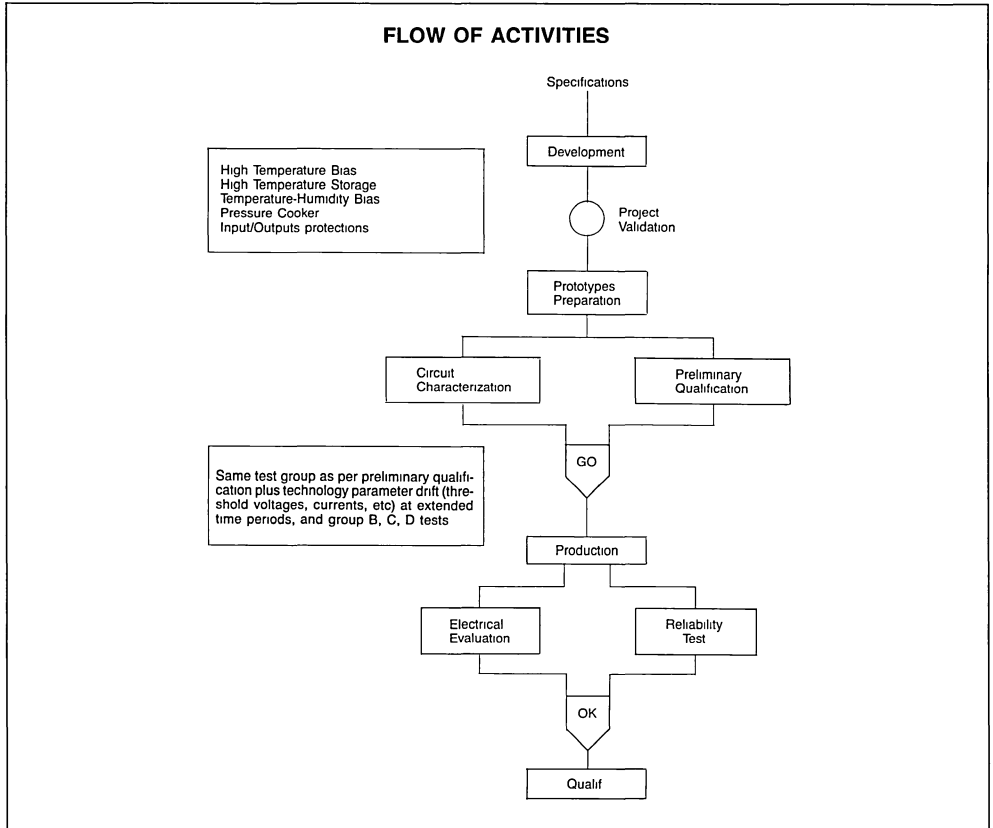 FLOW OF ACTIVITIES
Specifications
Development
High Temperature Bias
High Temperature Storage
Temperature-Humidity Bias
Pressure Cooker
Input/Outputs protections
Project
Validation
Prototypes
Preparation
Circuit
Characterization
Preliminary
Qualification
GO
Same test group as per preliminary qualifi-
cation plus technology parameter drift (thre-
shold voltages, currents, etc) at extended
time periods, and group B, C, D tests
Production
Electrical
Evaluation
Reliability
Test
OK
Qualif